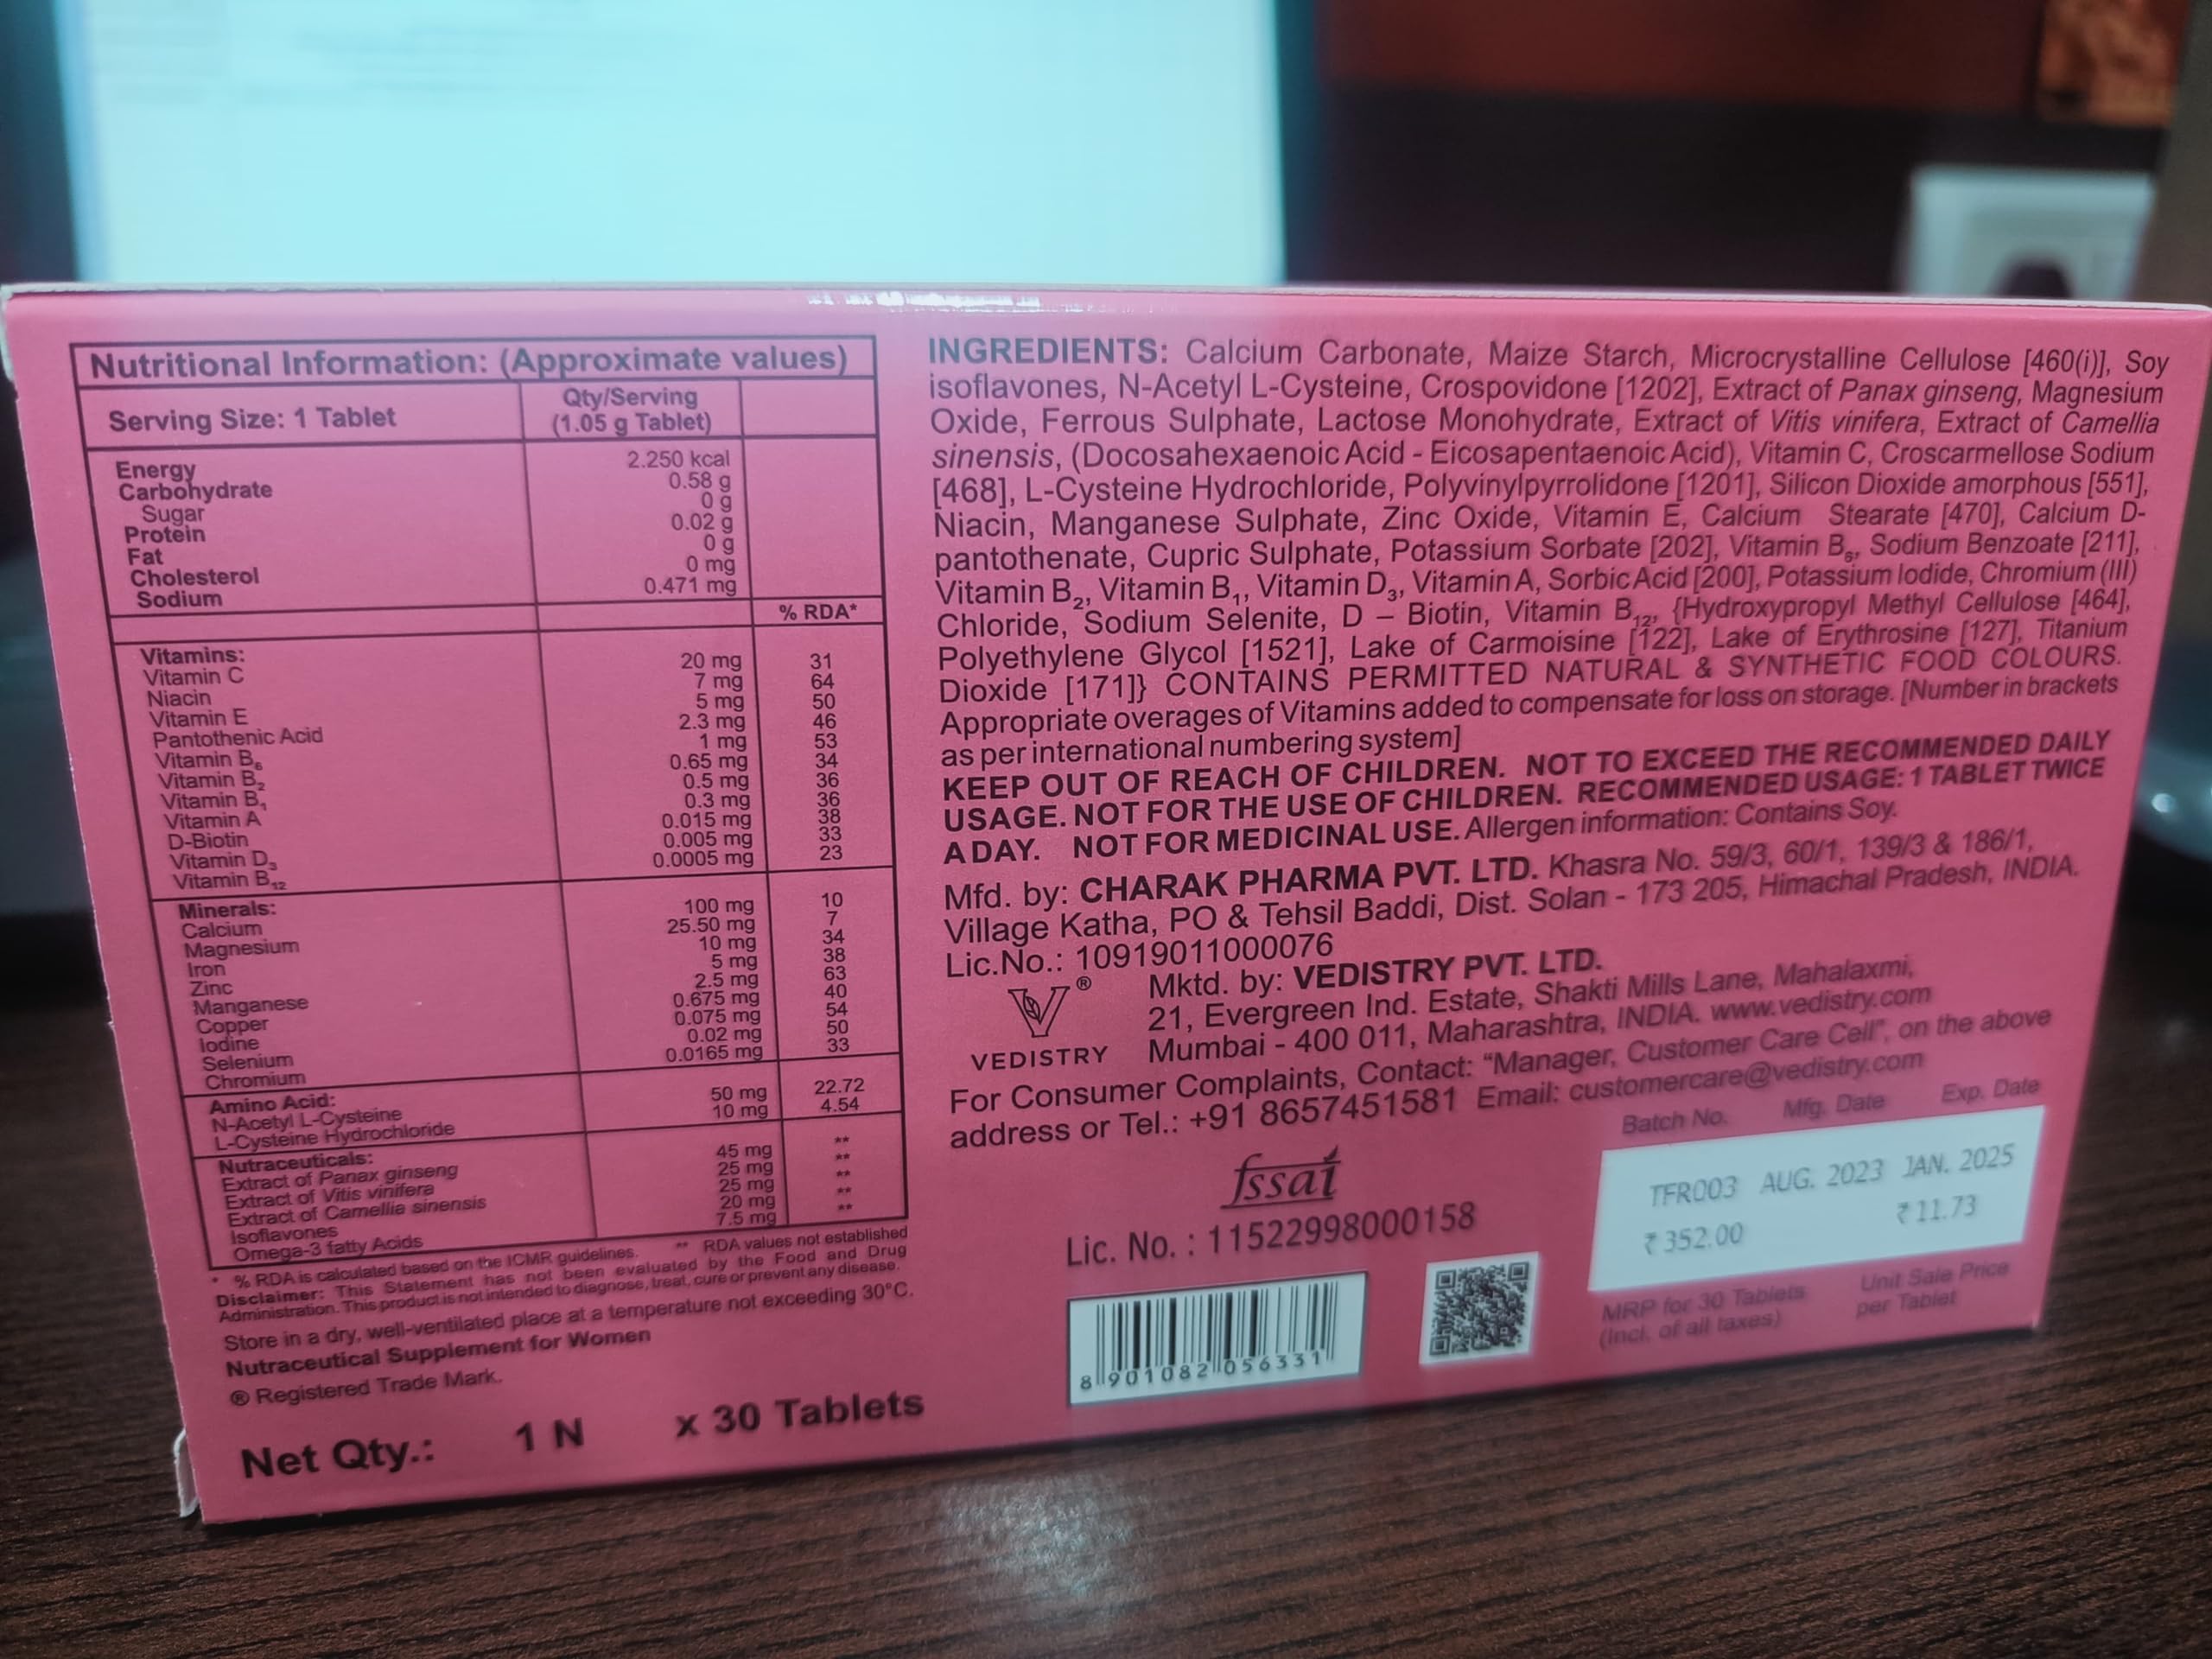 Nutritional Information: (Approximate values)
Serving Size: 1 Tablet Qty/Serving (1.05 g Tablet)
Energy 2.250 kcal
Carbohydrate 0.58 g
Sugar 0 g
Protein 0.02 g
Fat 0 g
Cholesterol 0 mg
Sodium 0.471 mg
% RDA*
Vitamins:
Vitamin C 20 mg 31
Niacin 7 mg 64
Vitamin E 5 mg 50
Pantothenic Acid 2.3 mg 46
Vitamin B6 1 mg 53
Vitamin B2 0.65 mg 34
Vitamin B1 0.5 mg 36
Vitamin A 0.3 mg 36
D-Biotin 0.015 mg 38
Vitamin D3 0.005 mg 33
Vitamin B12 0.0005 mg 23
Minerals:
Calcium 100 mg 10
Magnesium 25.50 mg 7
Iron 10 mg 34
Zinc 5 mg 38
Manganese 2.5 mg 63
Copper 0.675 mg 40
Iodine 0.075 mg 54
Selenium 0.02 mg 50
Chromium 0.0165 mg 33
Amino Acid:
N-Acetyl L-Cysteine 50 mg 22.72
L-Cysteine Hydrochloride 10 mg 4.54
Nutraceuticals:
Extract of Panax ginseng 45 mg **
Extract of Vitis vinifera 25 mg **
Extract of Camellia sinensis 25 mg **
Isoflavones 20 mg **
Omega-3 fatty Acids 7.5 mg **
* % RDA is calculated based on the ICMR guidelines. ** RDA values not established
Disclaimer: This Statement has not been evaluated by the Food and Drug
Administration. This product is not intended to diagnose, treat, cure or prevent any disease.
Store in a dry, well-ventilated place at a temperature not exceeding 30°C.
Nutraceutical Supplement for Women
® Registered Trade Mark.
Net Qty.: 1 N x 30 Tablets
INGREDIENTS: Calcium Carbonate, Maize Starch, Microcrystalline Cellulose [460(i)], Soy
isoflavones, N-Acetyl L-Cysteine, Crospovidone [1202], Extract of Panax ginseng, Magnesium
Oxide, Ferrous Sulphate, Lactose Monohydrate, Extract of Vitis vinifera, Extract of Camellia
sinensis, (Docosahexaenoic Acid - Eicosapentaenoic Acid), Vitamin C, Croscarmellose Sodium
[468], L-Cysteine Hydrochloride, Polyvinylpyrrolidone [1201], Silicon Dioxide amorphous [551],
Niacin, Manganese Sulphate, Zinc Oxide, Vitamin E, Calcium Stearate [470], Calcium D-
pantothenate, Cupric Sulphate, Potassium Sorbate [202], Vitamin B6, Sodium Benzoate [211],
Vitamin B2, Vitamin B1, Vitamin D3, Vitamin A, Sorbic Acid [200], Potassium Iodide, Chromium (III)
Chloride, Sodium Selenite, D – Biotin, Vitamin B12, {Hydroxypropyl Methyl Cellulose [464],
Polyethylene Glycol [1521], Lake of Carmoisine [122], Lake of Erythrosine [127], Titanium
Dioxide [171]} CONTAINS PERMITTED NATURAL & SYNTHETIC FOOD COLOURS.
Appropriate overages of Vitamins added to compensate for loss on storage. [Number in brackets
as per international numbering system]
KEEP OUT OF REACH OF CHILDREN. NOT TO EXCEED THE RECOMMENDED DAILY
USAGE. NOT FOR THE USE OF CHILDREN. RECOMMENDED USAGE: 1 TABLET TWICE
A DAY. NOT FOR MEDICINAL USE. Allergen information: Contains Soy.
Mfd. by: CHARAK PHARMA PVT. LTD. Khasra No. 59/3, 60/1, 139/3 & 186/1,
Village Katha, PO & Tehsil Baddi, Dist. Solan - 173 205, Himachal Pradesh, INDIA.
Lic.No.: 10919011000076
®
VEDISTRY
Mktd. by: VEDISTRY PVT. LTD.
21, Evergreen Ind. Estate, Shakti Mills Lane, Mahalaxmi,
Mumbai - 400 011, Maharashtra, INDIA. www.vedistry.com
For Consumer Complaints, Contact: “Manager, Customer Care Cell”, on the above
address or Tel.: +91 8657451581 Email: customercare@vedistry.com
fssai
Lic. No. : 11522998000158
8 901082 056331
Batch No. Mfg. Date Exp. Date
TFR003 AUG. 2023 JAN. 2025
₹ 352.00 ₹ 11.73
MRP for 30 Tablets (Incl. of all taxes)
Unit Sale Price per Tablet